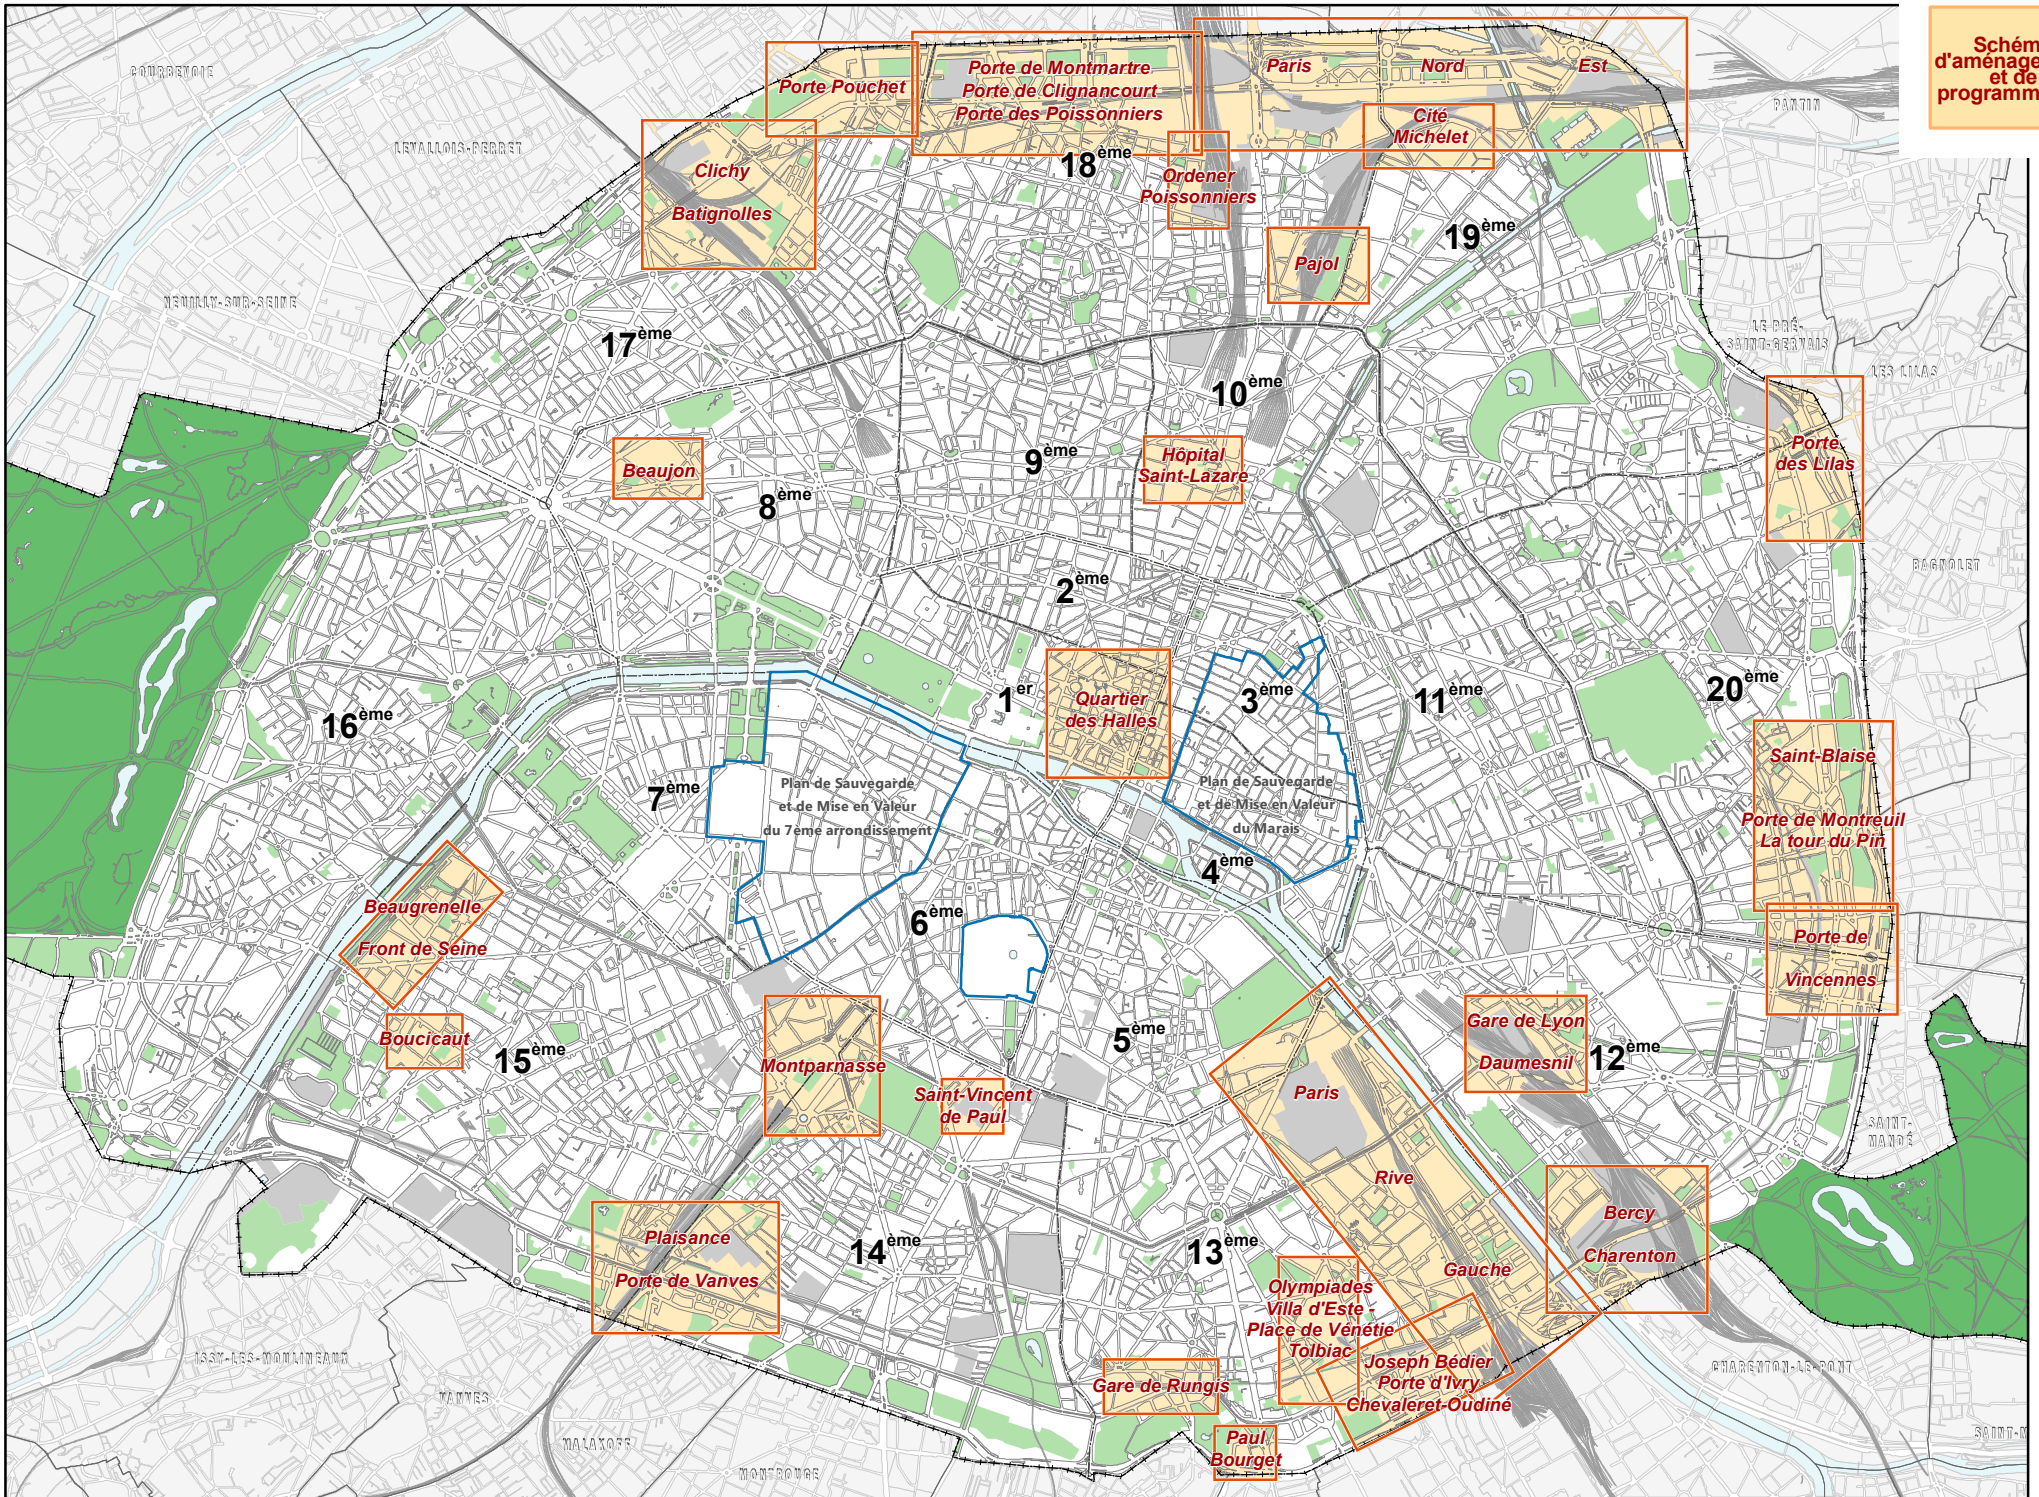 COURBEVOIE
LEVALLOIS-PERRET
NEUILLY-SUR-SEINE
PANTIN
LE PRÉ-
SAINT-GERVAIS
LES LILAS
BAGNOLET
SAINT-
MANDÉ
CHARENTON-LE-PONT
SAINT-M
ISSY-LES-MOULINEAUX
VANVES
MALAKOFF
MONTROUGE
Schém
d'aménage
et de
programm
Porte Pouchet
Porte de Montmartre
Porte de Clignancourt
Porte des Poissonniers
Paris Nord Est
Cité
Michelet
Clichy
Batignolles
18ème
Ordener
Poissonniers
19ème
Pajol
17ème
10ème
Beaujon
8ème
9ème
Hôpital
Saint-Lazare
Porte
des Lilas
2ème
1er
Quartier
des Halles
3ème
11ème
20ème
16ème
7ème
Plan de Sauvegarde
et de Mise en Valeur
du 7ème arrondissement
Plan de Sauvegarde
et de Mise en Valeur
du Marais
4ème
Saint-Blaise
Porte de Montreuil
La tour du Pin
Porte de
Vincennes
Beaugrenelle
Front de Seine
6ème
5ème
Boucicaut
15ème
Montparnasse
Saint-Vincent
de Paul
Gare de Lyon
Daumesnil
12ème
Paris
Rive
Gauche
Bercy
Charenton
Plaisance
Porte de Vanves
14ème
13ème
Olympiades
Villa d'Este -
Place de Vénétie
Tolbiac
Joseph Bédier
Porte d'Ivry
Chevaleret-Oudiné
Gare de Rungis
Paul
Bourget